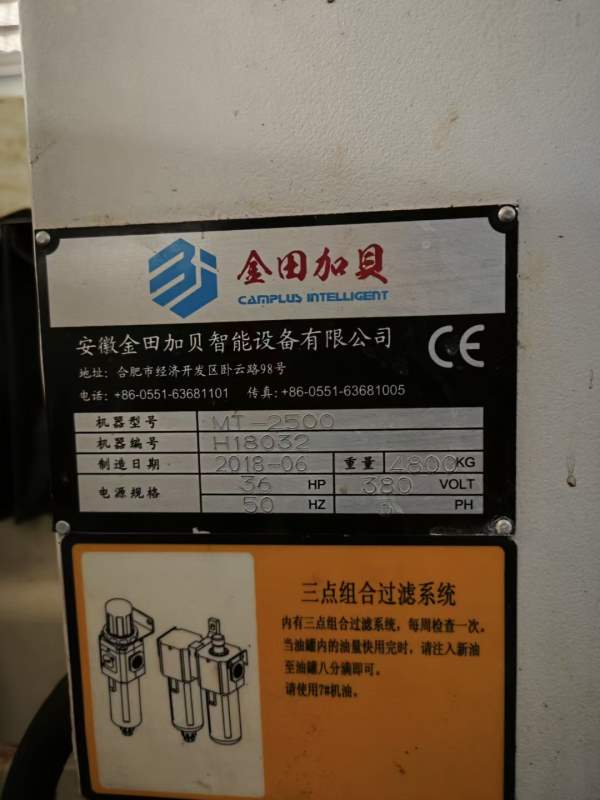 金田加贝
CAMPLUS INTELLIGENT
安徽金田加贝智能设备有限公司
CE
地址：合肥市经济开发区卧云路98号
电话：+86-0551-63681101 传真：+86-0551-63681005
机器型号 MT-2500
机器编号 H18032
制造日期 2018-06 重量 4800KG
电源规格 36 HP 380 VOLT
50 HZ PH
三点组合过滤系统
内有三点组合过滤系统，每周检查一次。
当油罐内的油量快用完时，请注入新油
至油罐八分满即可。
请使用7#机油。